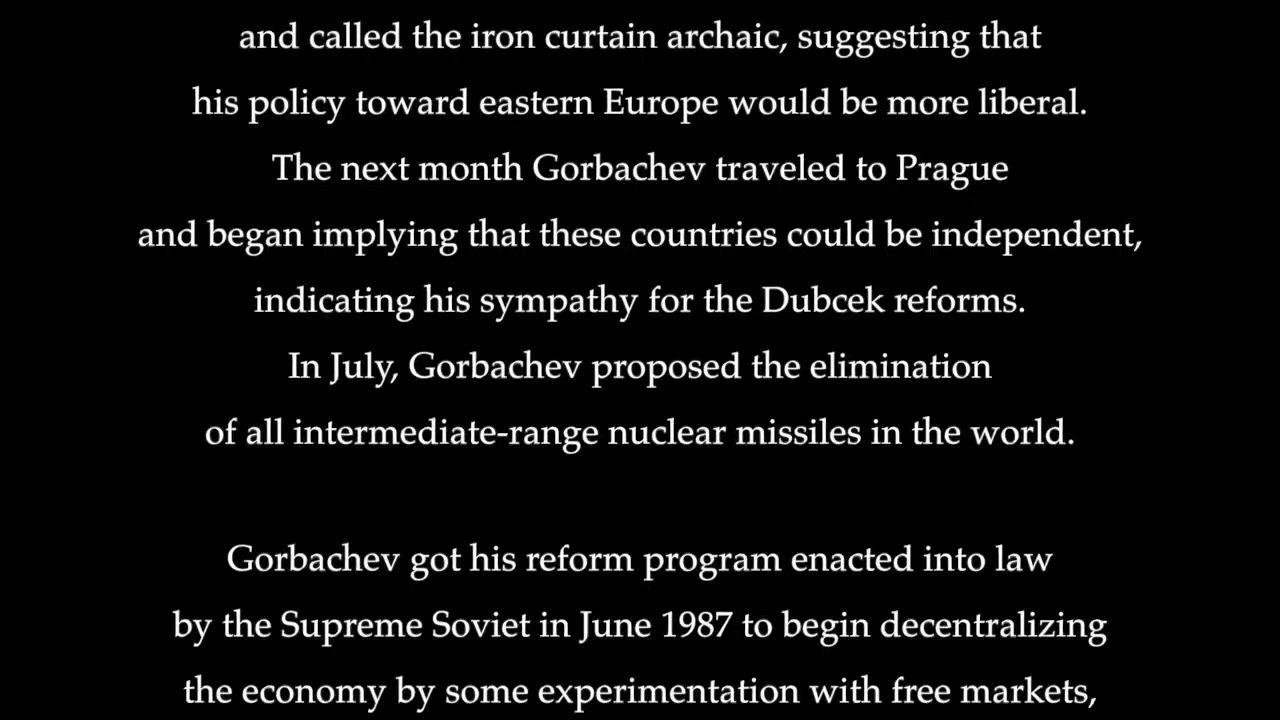 and called the iron curtain archaic, suggesting that
his policy toward eastern Europe would be more liberal.
The next month Gorbachev traveled to Prague
and began implying that these countries could be independent,
indicating his sympathy for the Dubcek reforms.
In July, Gorbachev proposed the elimination
of all intermediate-range nuclear missiles in the world.
Gorbachev got his reform program enacted into law
by the Supreme Soviet in June 1987 to begin decentralizing
the economy by some experimentation with free markets,